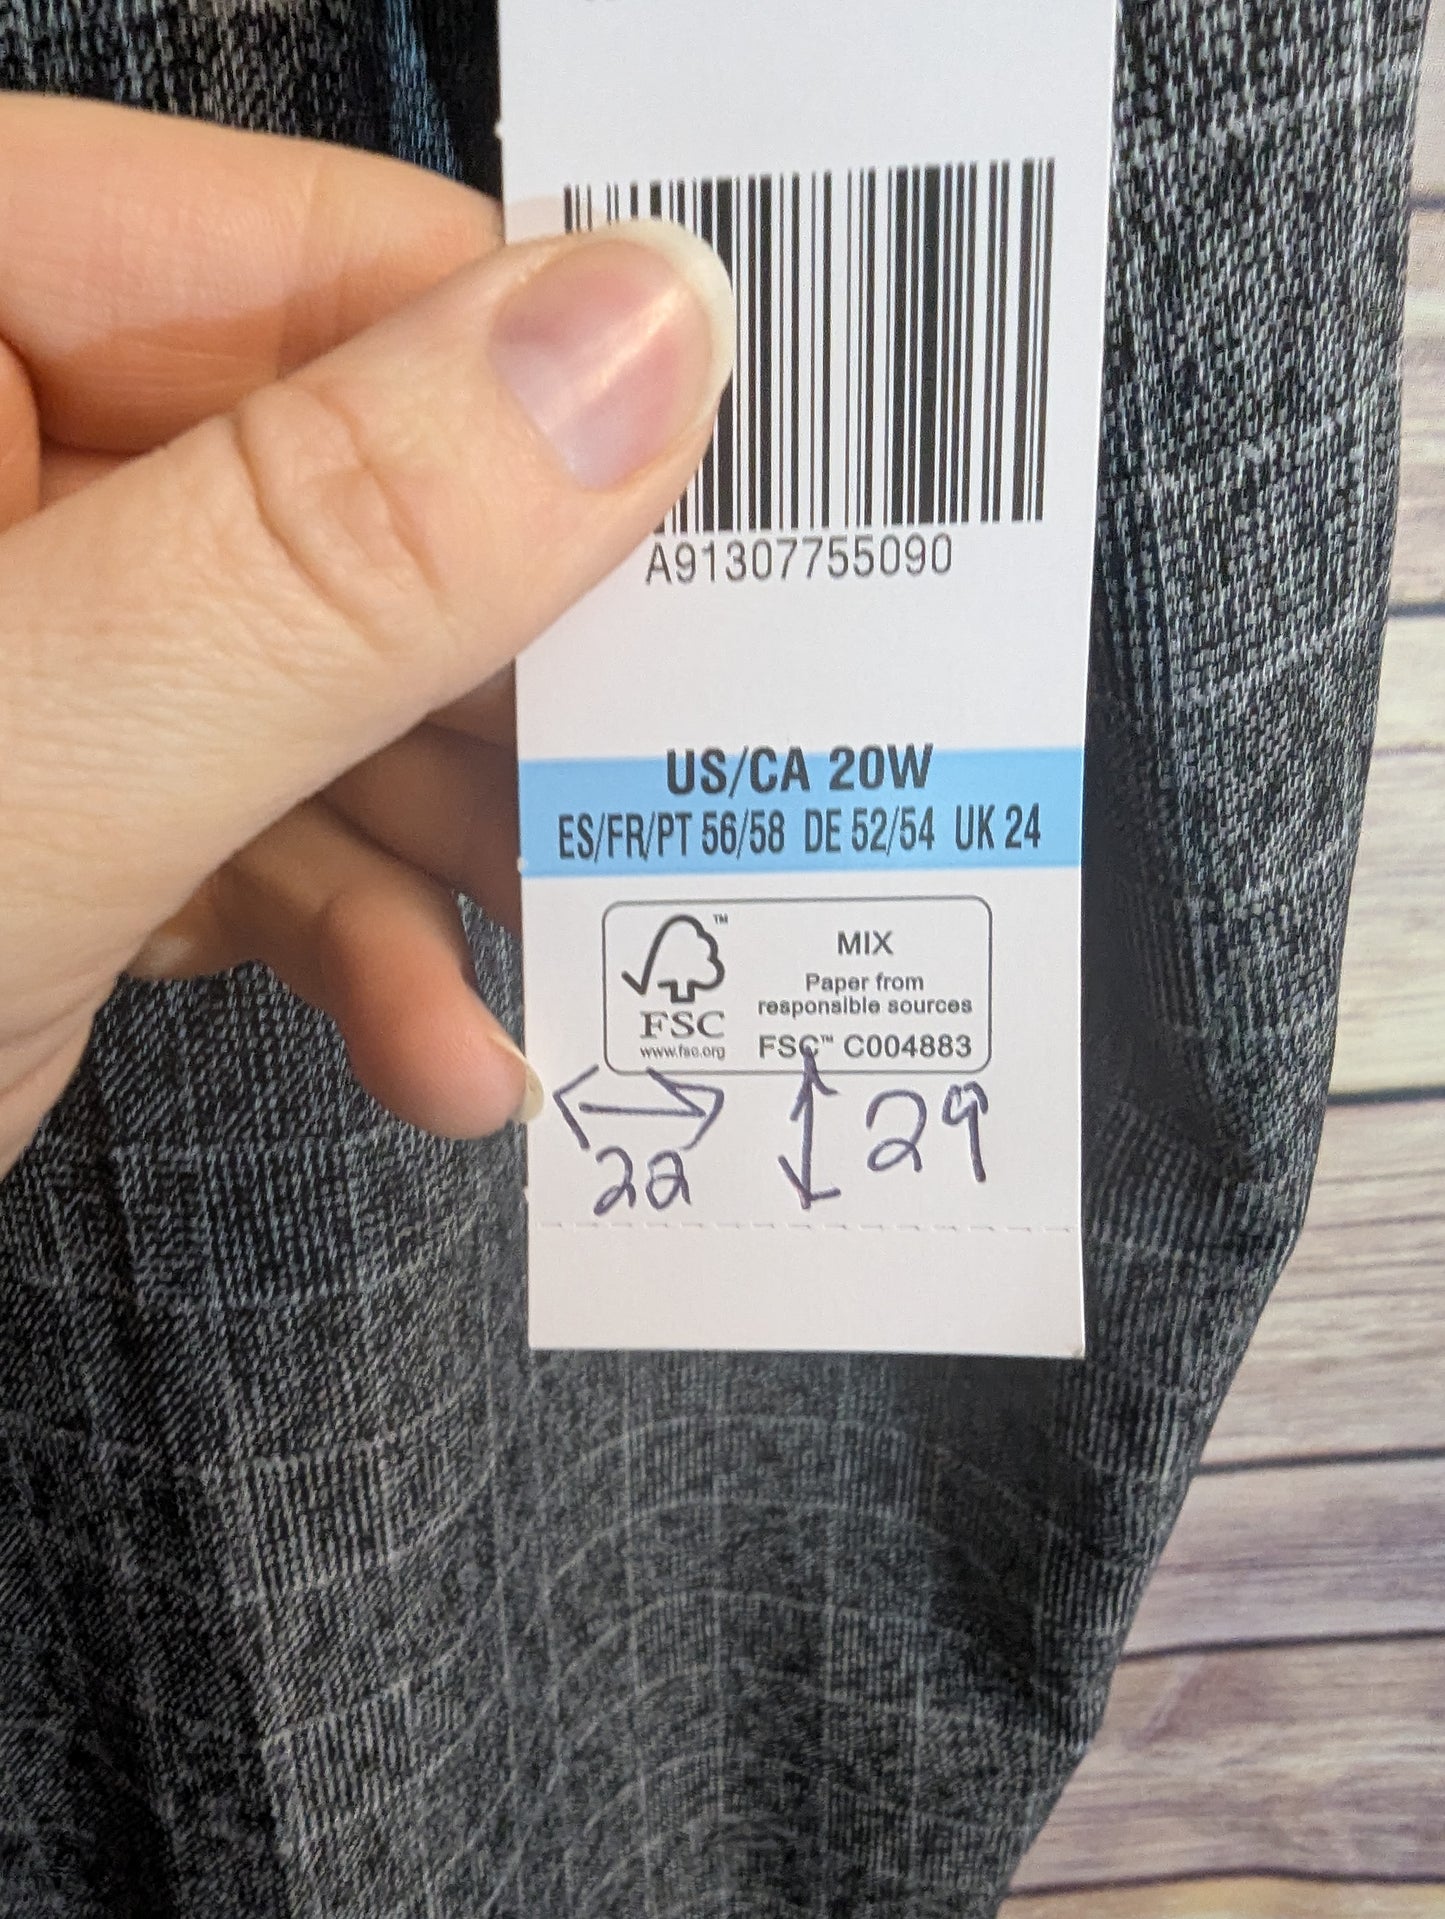 A91307755090
US/CA 20W
ES/FR/PT 56/58 DE 52/54 UK 24
™
MIX
Paper from
responsible sources
FSC
www.fsc.org
FSC™ C004883
22
29